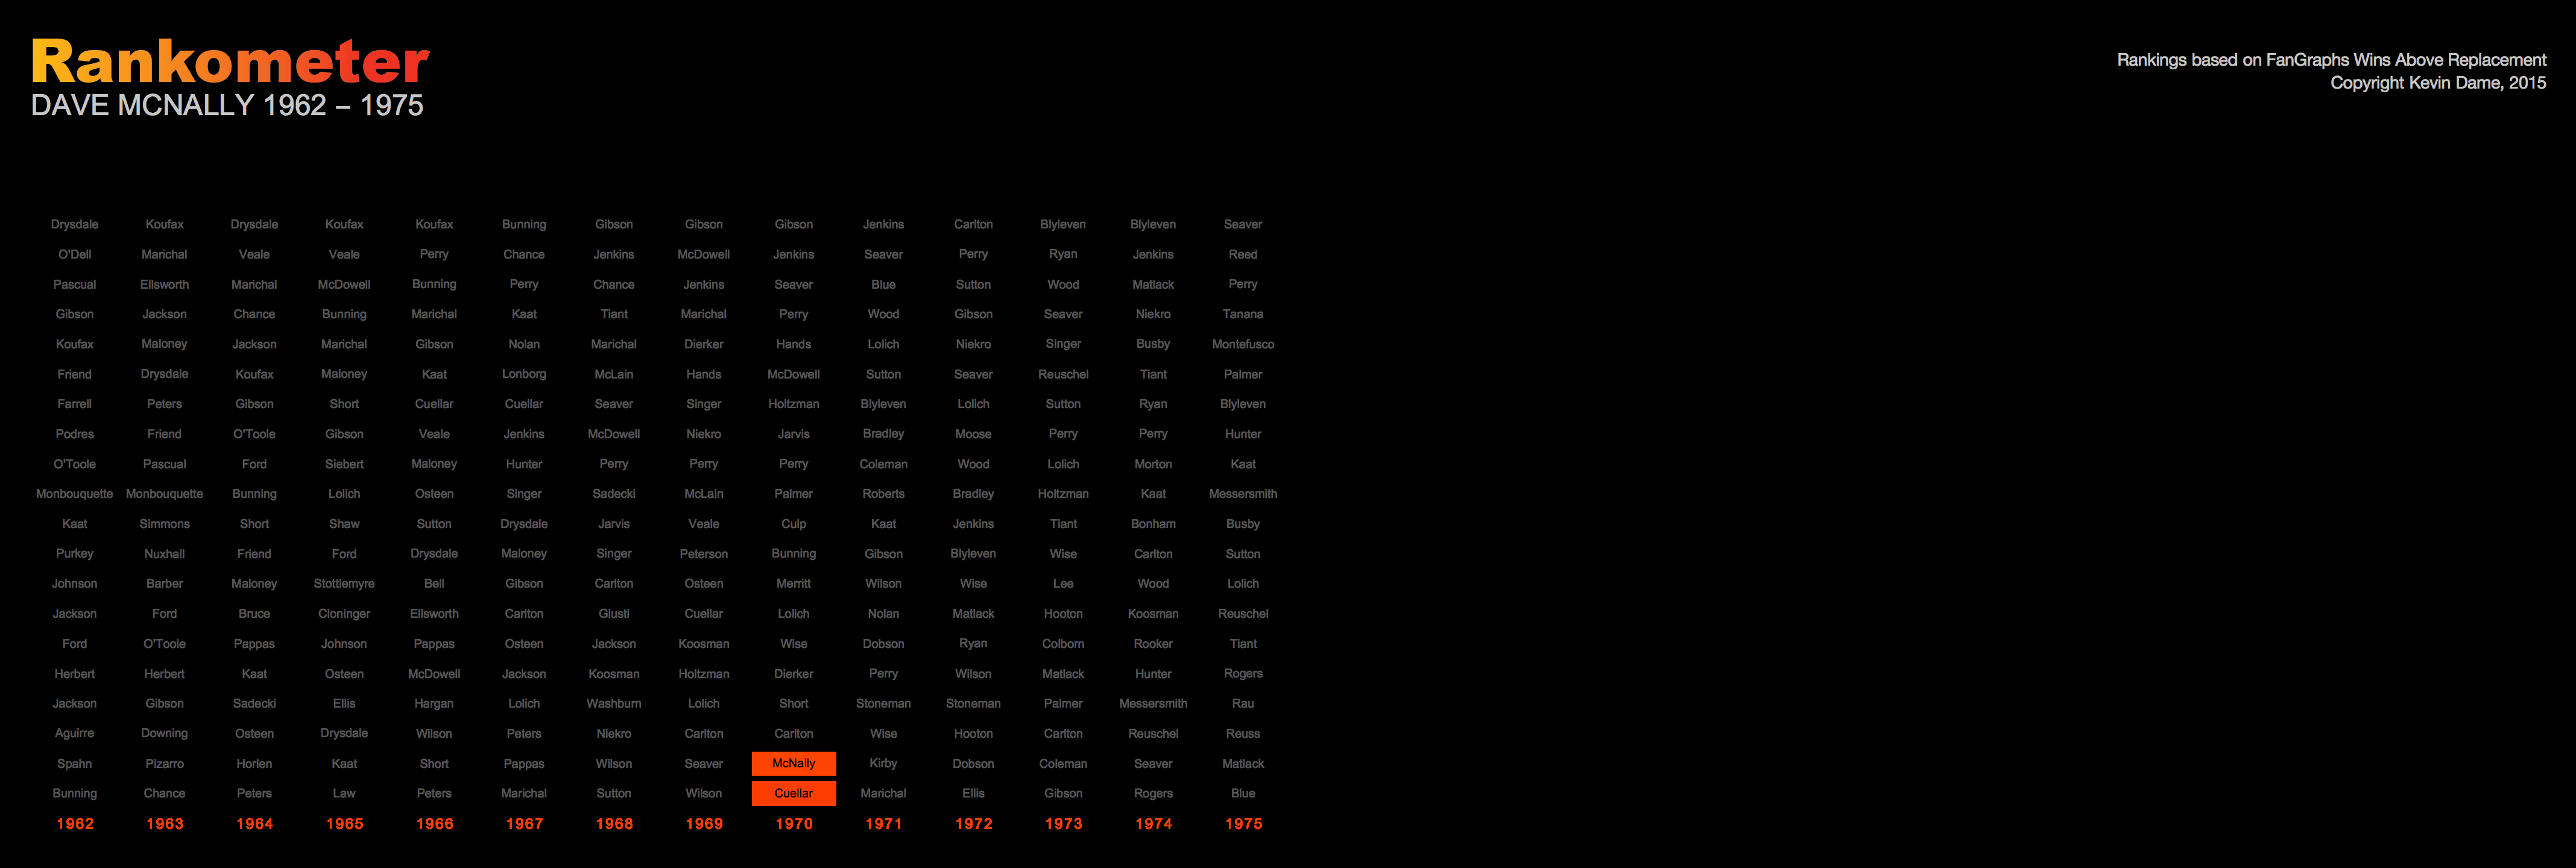 Rankometer
DAVE MCNALLY 1962 – 1975
Rankings based on FanGraphs Wins Above Replacement
Copyright Kevin Dame, 2015
Drysdale Koufax Drysdale Koufax Koufax Bunning Gibson Gibson Gibson Jenkins Carlton Blyleven Blyleven Seaver
O'Dell Marichal Veale Veale Perry Chance Jenkins McDowell Jenkins Seaver Perry Ryan Jenkins Reed
Pascual Ellsworth Marichal McDowell Bunning Perry Chance Jenkins Seaver Blue Sutton Wood Matlack Perry
Gibson Jackson Chance Bunning Marichal Kaat Tiant Marichal Perry Wood Gibson Seaver Niekro Tanana
Koufax Maloney Jackson Marichal Gibson Nolan Marichal Dierker Hands Lolich Niekro Singer Busby Montefusco
Friend Drysdale Koufax Maloney Kaat Lonborg McLain Hands McDowell Sutton Seaver Reuschel Tiant Palmer
Farrell Peters Gibson Short Cuellar Cuellar Seaver Singer Holtzman Blyleven Lolich Sutton Ryan Blyleven
Podres Friend O'Toole Gibson Veale Jenkins McDowell Niekro Jarvis Bradley Moose Perry Perry Hunter
O'Toole Pascual Ford Siebert Maloney Hunter Perry Perry Perry Coleman Wood Lolich Morton Kaat
Monbouquette Monbouquette Bunning Lolich Osteen Singer Sadecki McLain Palmer Roberts Bradley Holtzman Kaat Messersmith
Kaat Simmons Short Shaw Sutton Drysdale Jarvis Veale Culp Kaat Jenkins Tiant Bonham Busby
Purkey Nuxhall Friend Ford Drysdale Maloney Singer Peterson Bunning Gibson Blyleven Wise Carlton Sutton
Johnson Barber Maloney Stottlemyre Bell Gibson Carlton Osteen Merritt Wilson Wise Lee Wood Lolich
Jackson Ford Bruce Cloninger Ellsworth Carlton Giusti Cuellar Lolich Nolan Matlack Hooton Koosman Reuschel
Ford O'Toole Pappas Johnson Pappas Osteen Jackson Koosman Wise Dobson Ryan Colborn Rooker Tiant
Herbert Herbert Kaat Osteen McDowell Jackson Koosman Holtzman Dierker Perry Wilson Matlack Hunter Rogers
Jackson Gibson Sadecki Ellis Hargan Lolich Washburn Lolich Short Stoneman Stoneman Palmer Messersmith Rau
Aguirre Downing Osteen Drysdale Wilson Peters Niekro Carlton Carlton Wise Hooton Carlton Reuschel Reuss
Spahn Pizarro Horlen Kaat Short Pappas Wilson Seaver McNally Kirby Dobson Coleman Seaver Matlack
Bunning Chance Peters Law Peters Marichal Sutton Wilson Cuellar Marichal Ellis Gibson Rogers Blue
1962 1963 1964 1965 1966 1967 1968 1969 1970 1971 1972 1973 1974 1975